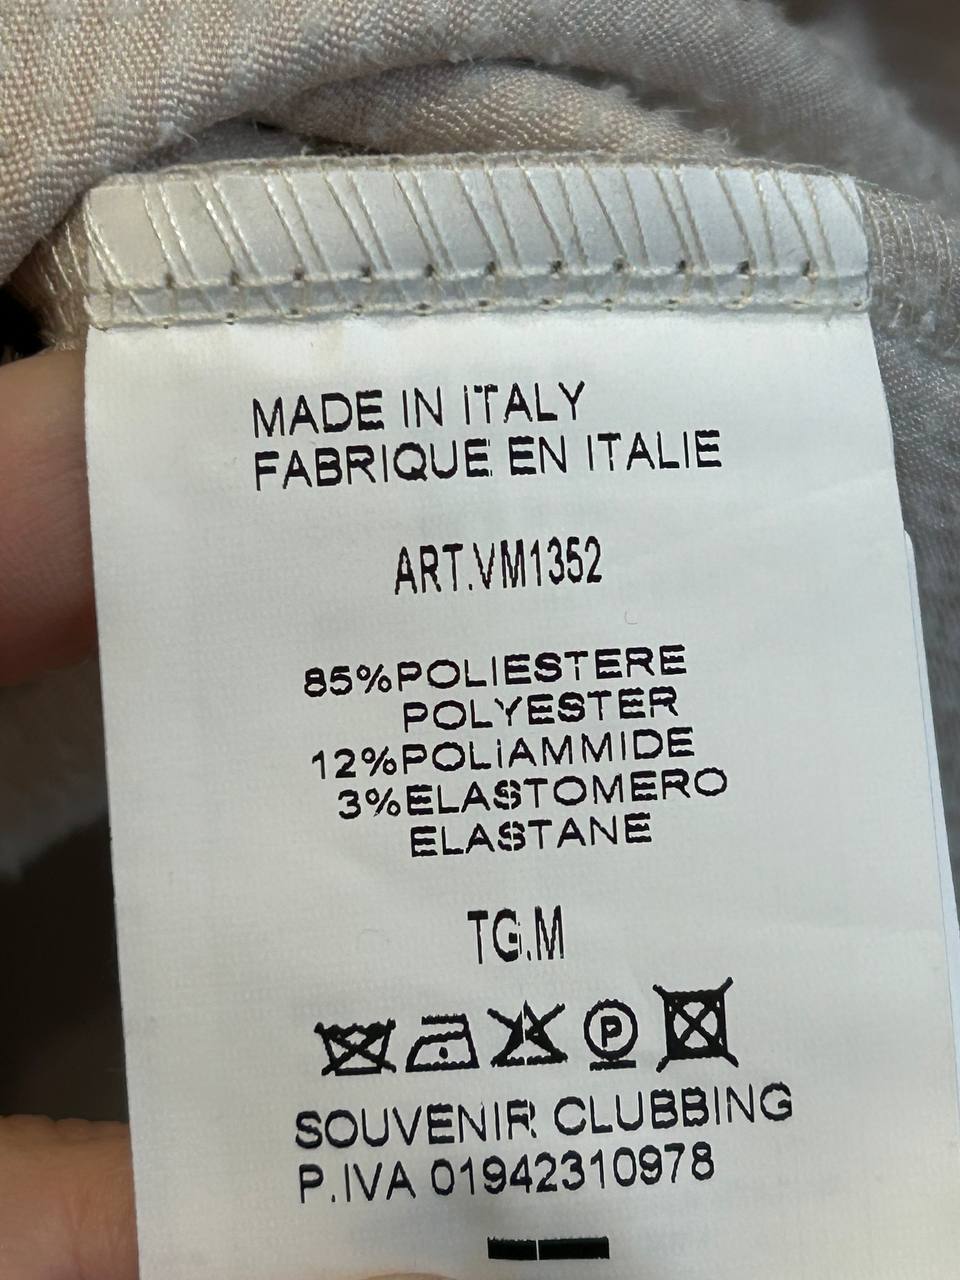 MADE IN ITALY
FABRIQUE EN ITALIE
ART.VM1352
85%POLIESTERE
POLYESTER
12%POLIAMMIDE
3%ELASTOMERO
ELASTANE
TG.M
P
SOUVENIR CLUBBING
P.IVA 01942310978